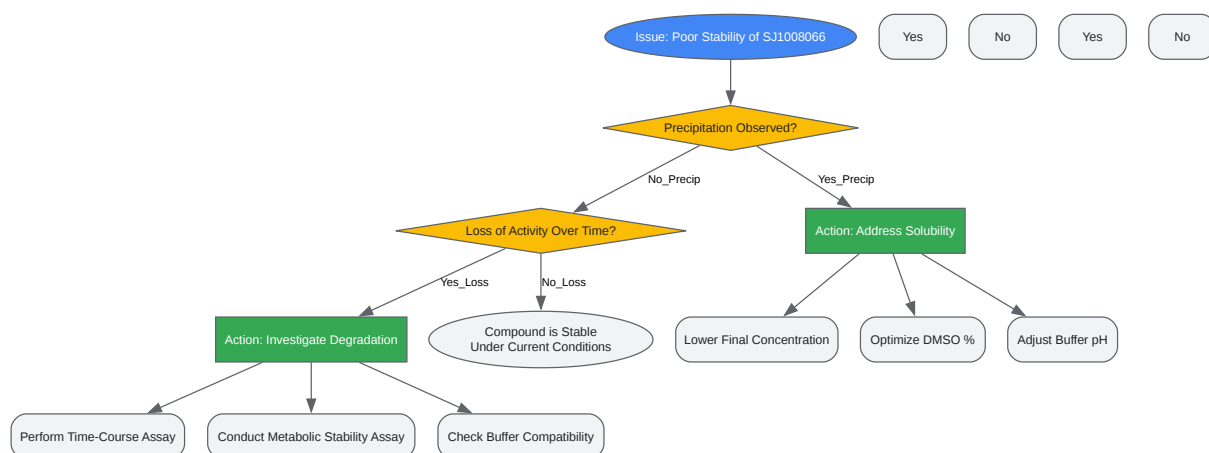 Issue: Poor Stability of SJ1008066
Yes
No
Yes
No
Precipitation Observed?
No_Precip
Yes_Precip
Loss of Activity Over Time?
Action: Address Solubility
Yes_Loss
No_Loss
Action: Investigate Degradation
Compound is Stable
Under Current Conditions
Lower Final Concentration
Optimize DMSO %
Adjust Buffer pH
Perform Time-Course Assay
Conduct Metabolic Stability Assay
Check Buffer Compatibility